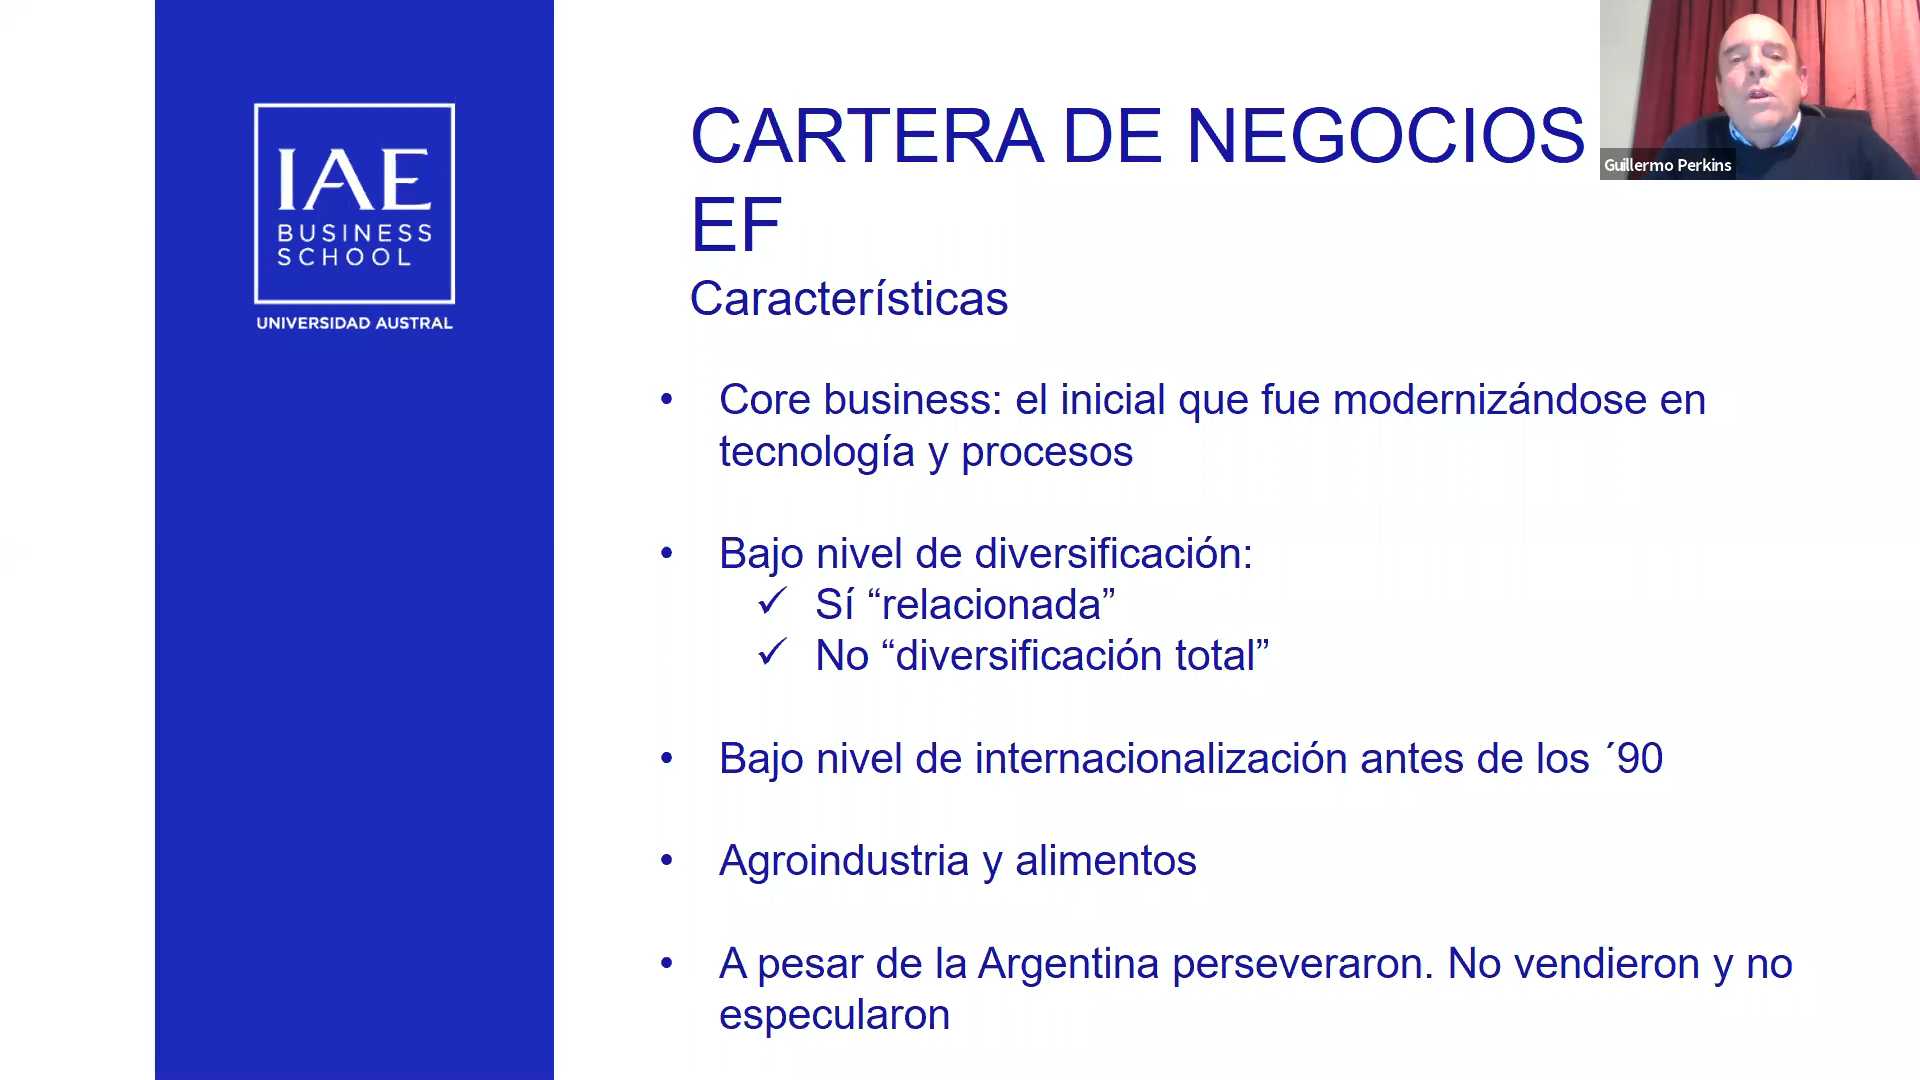 IAE
BUSINESS
SCHOOL
UNIVERSIDAD AUSTRAL
CARTERA DE NEGOCIOS
EF
Características
• Core business: el inicial que fue modernizándose en
tecnología y procesos
• Bajo nivel de diversificación:
✓ Sí “relacionada”
✓ No “diversificación total”
• Bajo nivel de internacionalización antes de los ´90
• Agroindustria y alimentos
• A pesar de la Argentina perseveraron. No vendieron y no
especularon
Guillermo Perkins